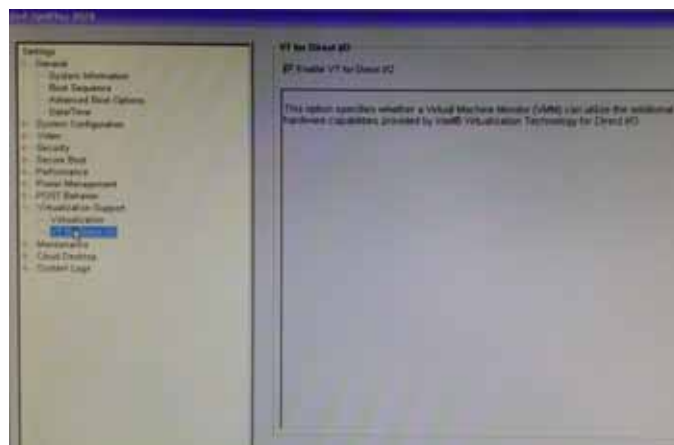 Settings
General
System Information
Boot Sequence
Advanced Boot Options
Date/Time
System Configuration
Video
Security
Secure Boot
Performance
Power Management
POST Behavior
Virtualization Support
Virtualization
VT
Maintenance
Cloud Desktop
System Logs
VT for Direct I/O
Enable VT for Direct I/O
This option specifies whether a Virtual Machine Monitor (VMM) can utilize the additional
hardware capabilities provided by Intel® Virtualization Technology for Direct I/O.